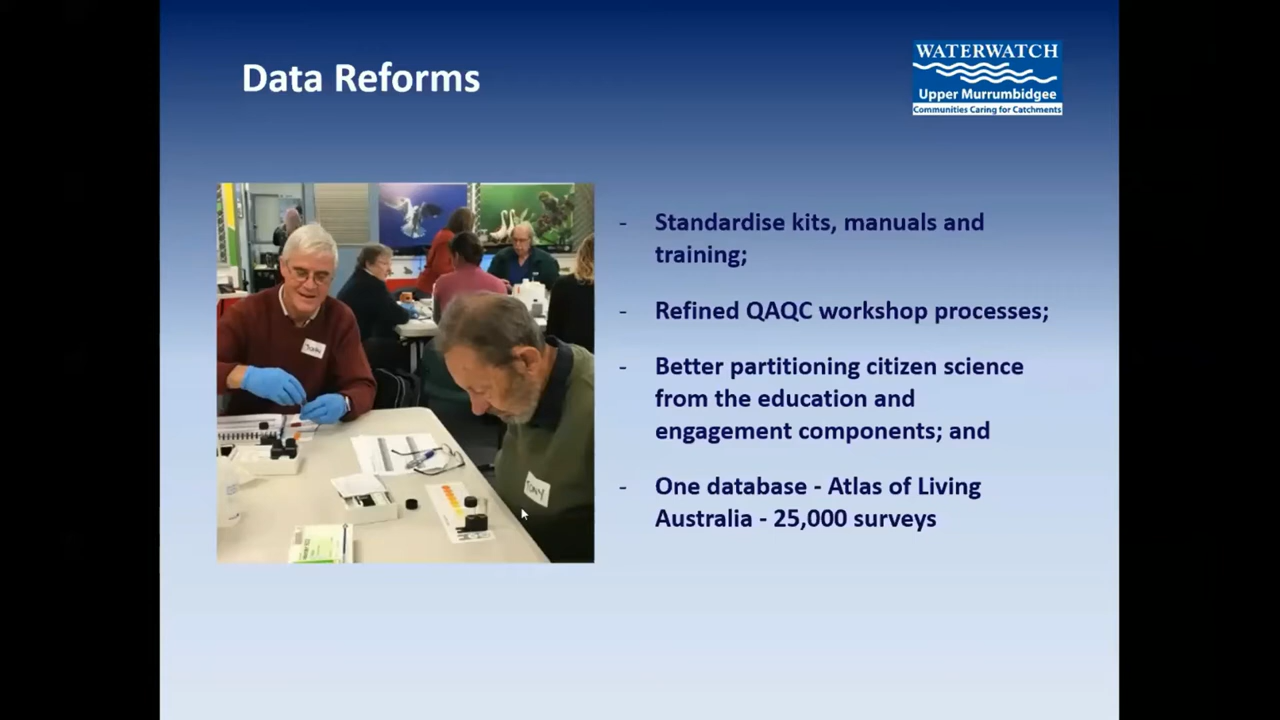 Data Reforms
WATERWATCH
Upper Murrumbidgee
Communities Caring for Catchments
- Standardise kits, manuals and
training;
- Refined QAQC workshop processes;
- Better partitioning citizen science
from the education and
engagement components; and
- One database - Atlas of Living
Australia - 25,000 surveys
Tony
TONY